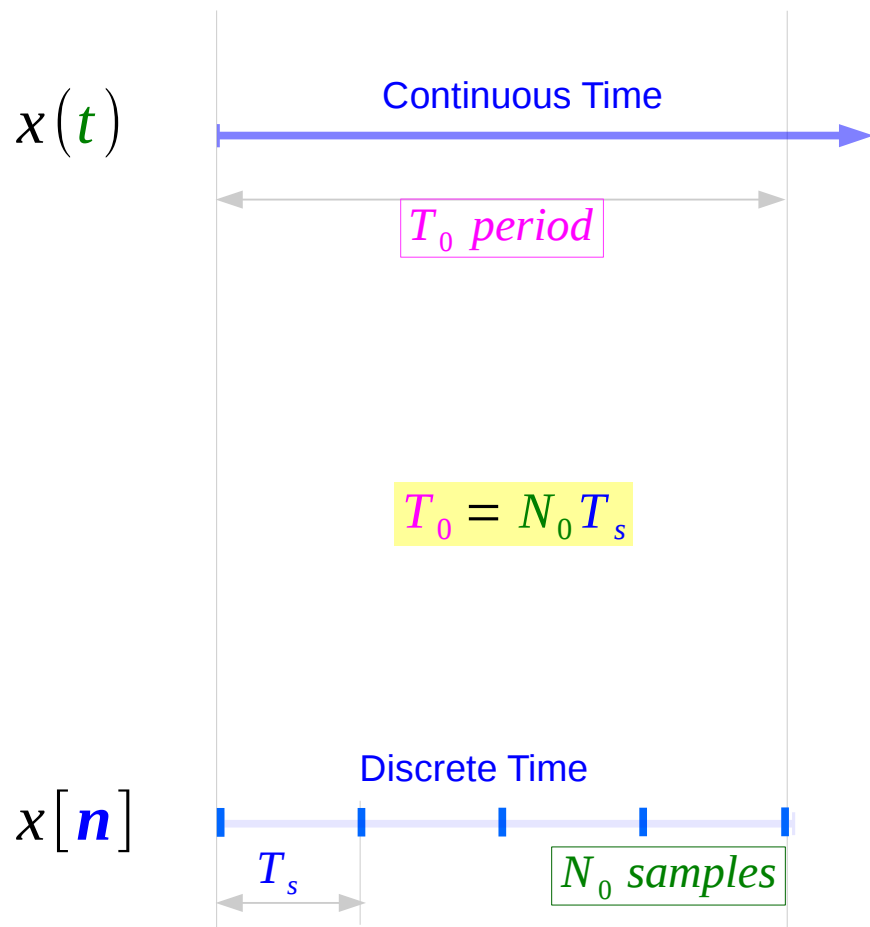 Continuous Time
x(t)
T₀ period
T₀ = N₀Tₛ
Discrete Time
x[n]
Tₛ
N₀ samples